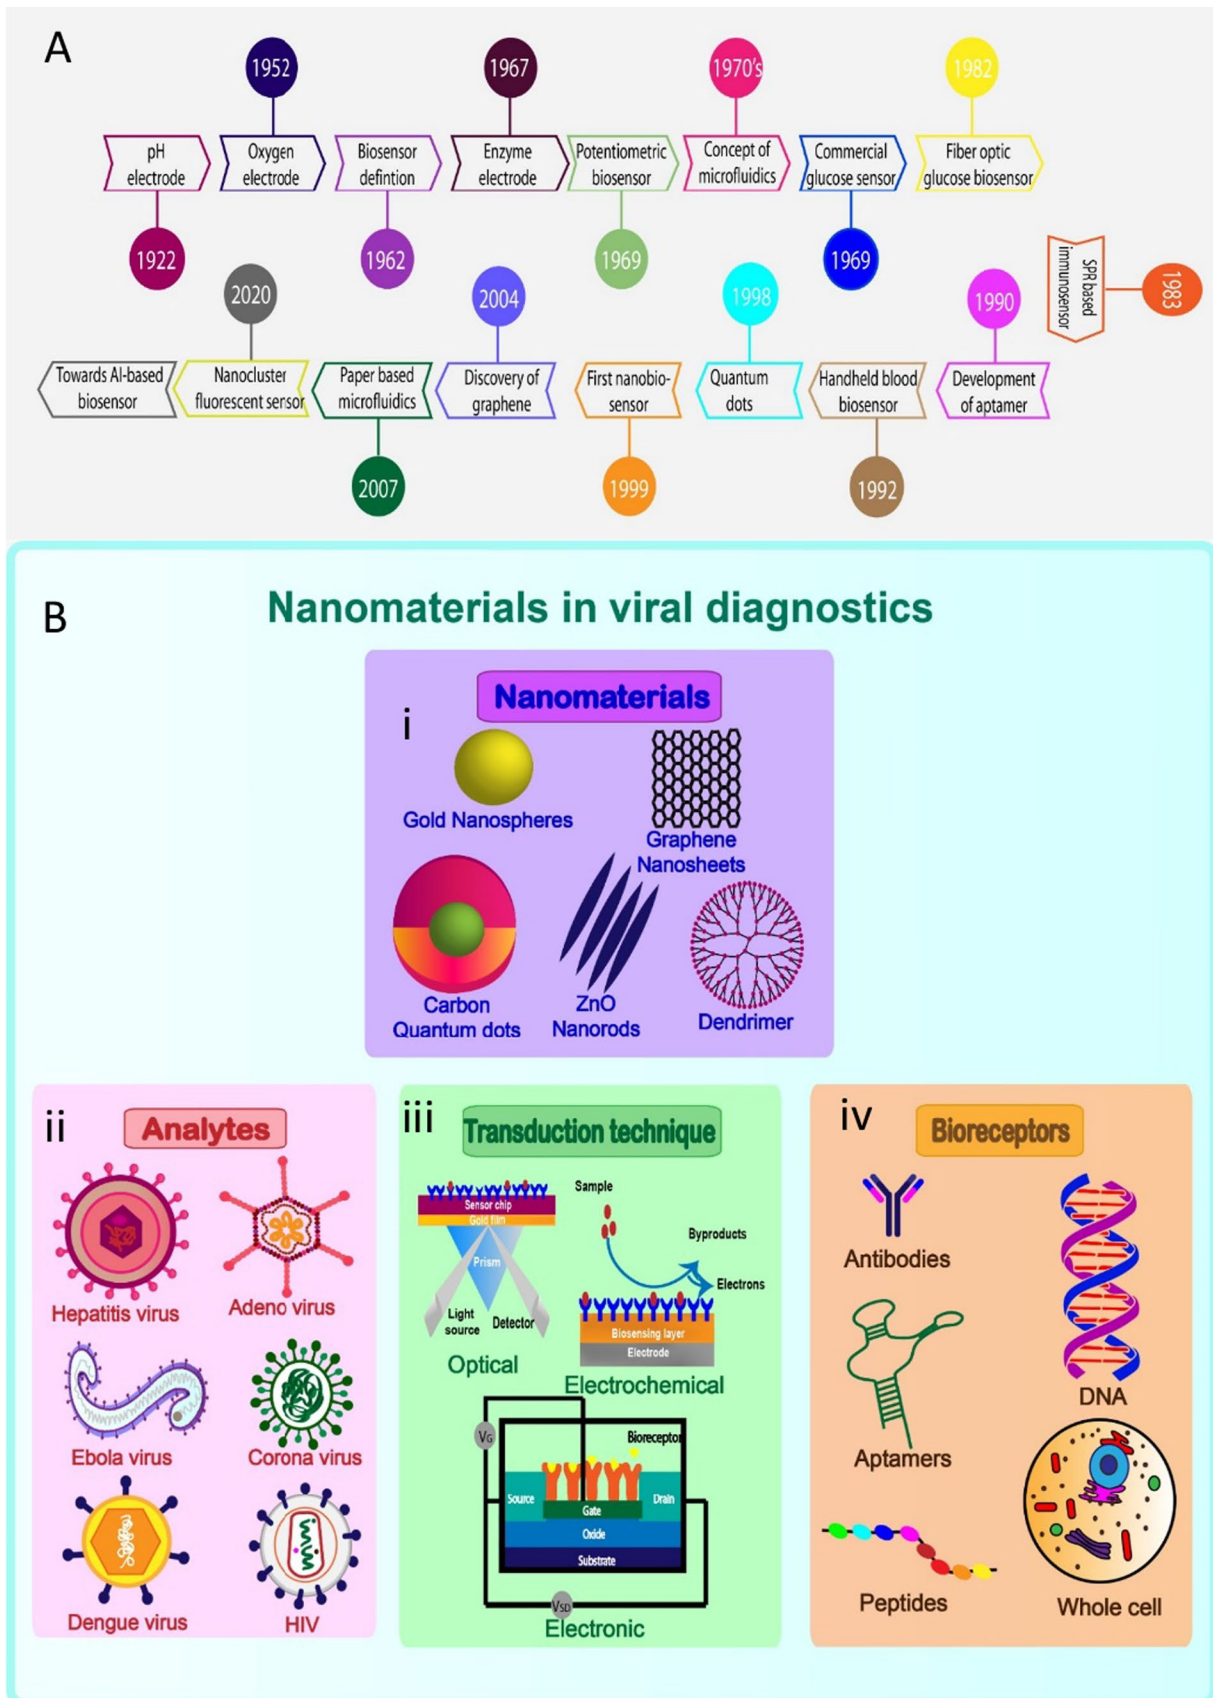 A
1952
1967
1970's
1982
pH
electrode
Oxygen
electrode
Biosensor
defintion
Enzyme
electrode
Potentiometric
biosensor
Concept of
microfluidics
Commercial
glucose sensor
Fiber optic
glucose biosensor
1922
1962
1969
1969
SPR based
immunosensor
1983
2020
2004
1998
1990
Towards AI-based
biosensor
Nanocluster
fluorescent sensor
Paper based
microfluidics
Discovery of
graphene
First nanobio-
sensor
Quantum
dots
Handheld blood
biosensor
Development
of aptamer
2007
1999
1992
B
Nanomaterials in viral diagnostics
i
Nanomaterials
Gold Nanospheres
Graphene
Nanosheets
Carbon
Quantum dots
ZnO
Nanorods
Dendrimer
ii
Analytes
Hepatitis virus
Adeno virus
Ebola virus
Corona virus
Dengue virus
HIV
iii
Transduction technique
Sensor chip
Gold film
Prism
Light
source
Detector
Optical
Sample
Byproducts
Electrons
Biosensing layer
Electrode
Electrochemical
VG
Bioreceptor
Source
Drain
Gate
Oxide
Substrate
VSD
Electronic
iv
Bioreceptors
Antibodies
DNA
Aptamers
Peptides
Whole cell